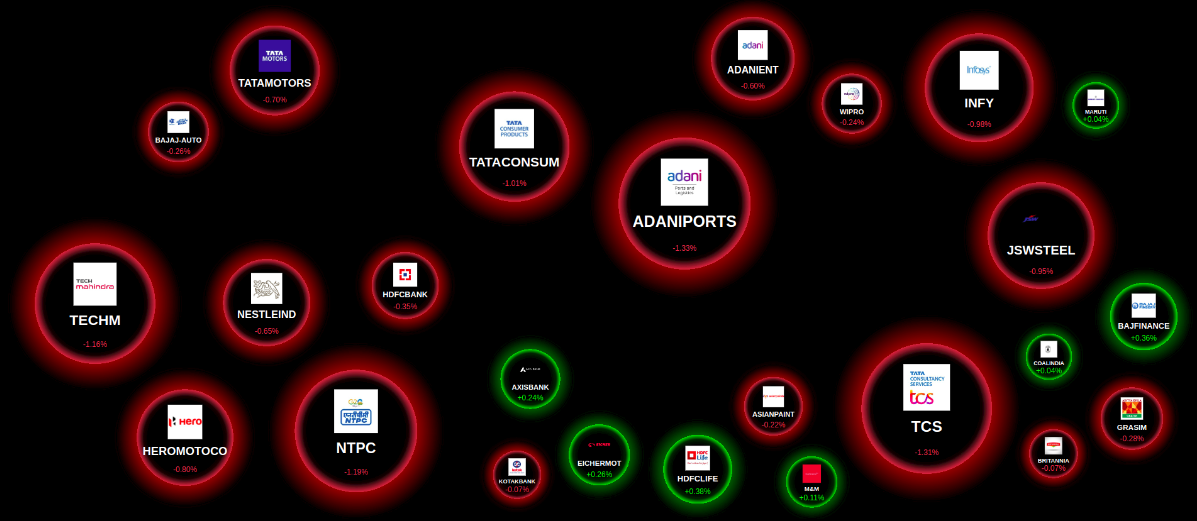 TATA
MOTORS
TATAMOTORS
-0.70%
BAJAJ-AUTO
-0.26%
TATA
CONSUMER
PRODUCTS
TATACONSUM
-1.01%
adani
ADANIENT
-0.60%
WIPRO
-0.24%
Infosys
INFY
-0.98%
MARUTI
+0.04%
adani
Ports and
Logistics
ADANIPORTS
-1.33%
JSWSTEEL
-0.95%
TECH
mahindra
TECHM
-1.16%
NESTLEIND
-0.65%
HDFCBANK
-0.35%
BAJFINANCE
+0.36%
COALINDIA
+0.04%
AXISBANK
+0.24%
Hero
HEROMOTOCO
-0.80%
एनटीपीसी
NTPC
NTPC
-1.19%
KOTAKBANK
-0.07%
EICHERMOT
+0.26%
HDFC
Life
HDFCLIFE
+0.38%
ASIANPAINT
-0.22%
M&M
+0.11%
TATA
CONSULTANCY
SERVICES
tcs
TCS
-1.31%
BRITANNIA
-0.07%
GRASIM
-0.28%